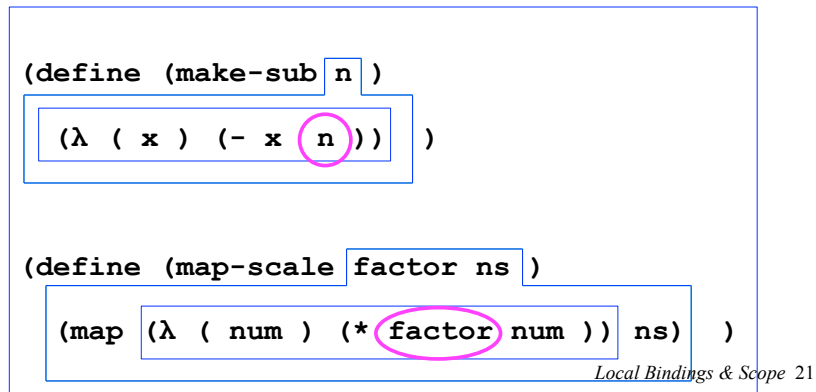 (define (make-sub n )
(λ ( x ) (- x n )) )
(define (map-scale factor ns )
(map (λ ( num ) (* factor num )) ns) )
Local Bindings & Scope 21